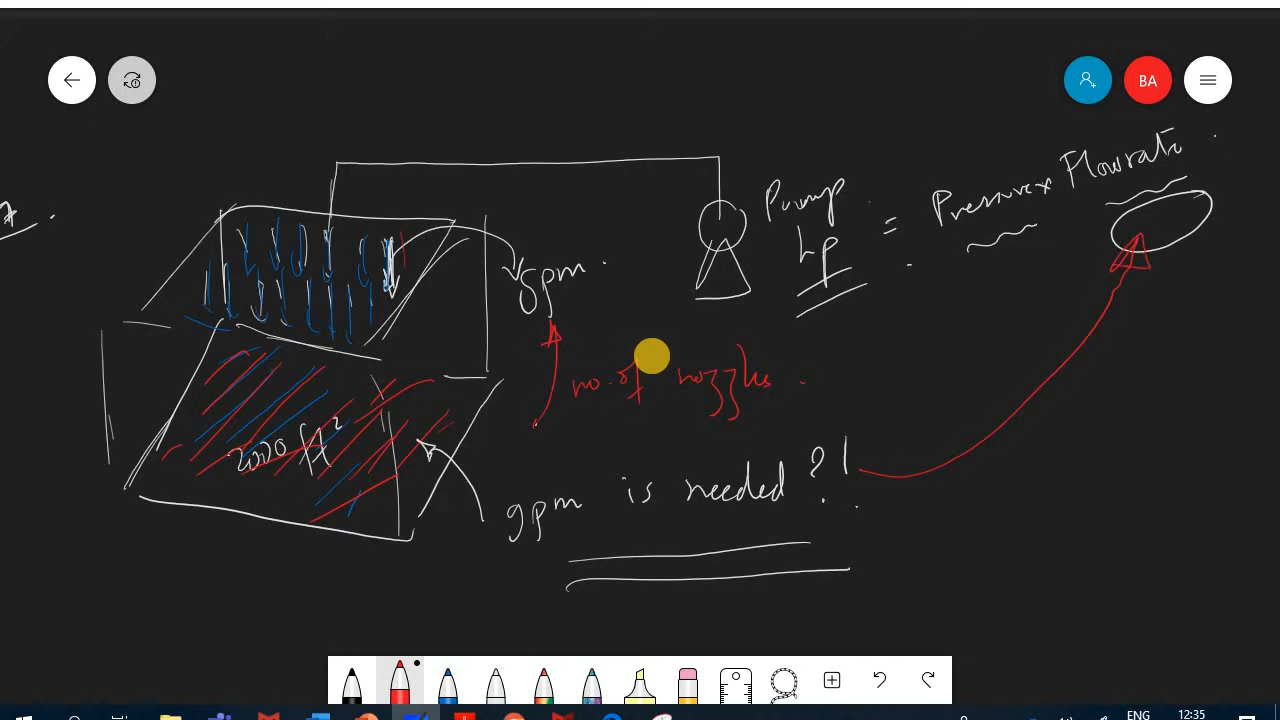 BA
Pressure x Flowrate
Pump
hp =
gpm.
no. of nozzles.
2000 ft²
gpm is needed ?!
ENG
12:35